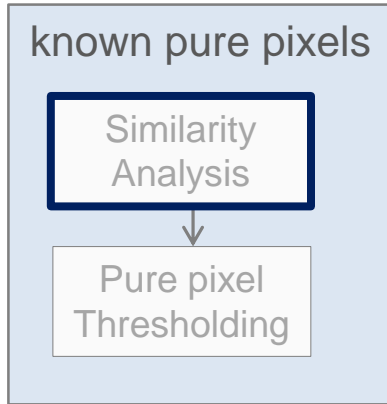 known pure pixels
Similarity
Analysis
Pure pixel
Thresholding